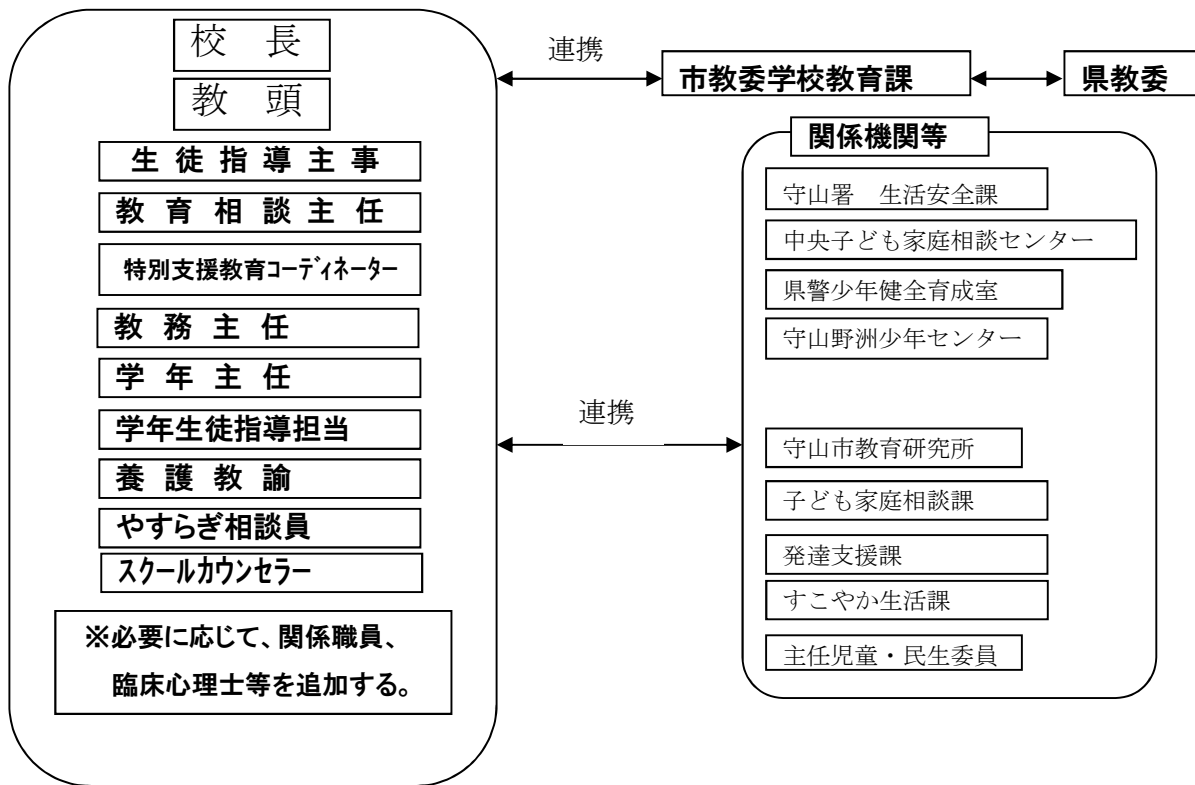 校　長
教　頭
生 徒 指 導 主 事
教 育 相 談 主 任
特別支援教育ｺｰﾃﾞｨﾈｰﾀｰ
教 務 主 任
学 年 主 任
学年生徒指導担当
養 護 教 諭
やすらぎ相談員
ｽｸｰﾙｶｳﾝｾﾗｰ
※必要に応じて、関係職員、
臨床心理士等を追加する。
連携
市教委学校教育課
県教委
連携
関係機関等
守山署　生活安全課
中央子ども家庭相談センター
県警少年健全育成室
守山野洲少年センター
守山市教育研究所
子ども家庭相談課
発達支援課
すこやか生活課
主任児童・民生委員